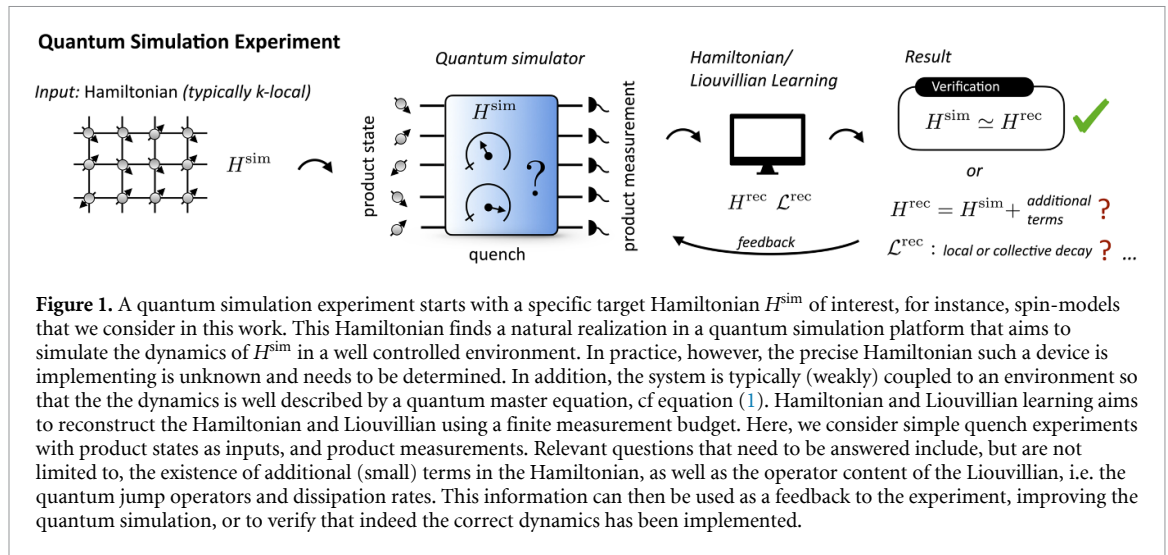 Quantum Simulation Experiment
Input: Hamiltonian (typically k-local)
H^sim
product state
Quantum simulator
H^sim
?
quench
product measurement
Hamiltonian/
Liouvillian Learning
H^rec L^rec
feedback
Result
Verification
H^sim ≃ H^rec
or
H^rec = H^sim + additional terms ?
L^rec : local or collective decay ? ...
Figure 1. A quantum simulation experiment starts with a specific target Hamiltonian H^sim of interest, for instance, spin-models
that we consider in this work. This Hamiltonian finds a natural realization in a quantum simulation platform that aims to
simulate the dynamics of H^sim in a well controlled environment. In practice, however, the precise Hamiltonian such a device is
implementing is unknown and needs to be determined. In addition, the system is typically (weakly) coupled to an environment so
that the the dynamics is well described by a quantum master equation, cf equation (1). Hamiltonian and Liouvillian learning aims
to reconstruct the Hamiltonian and Liouvillian using a finite measurement budget. Here, we consider simple quench experiments
with product states as inputs, and product measurements. Relevant questions that need to be answered include, but are not
limited to, the existence of additional (small) terms in the Hamiltonian, as well as the operator content of the Liouvillian, i.e. the
quantum jump operators and dissipation rates. This information can then be used as a feedback to the experiment, improving the
quantum simulation, or to verify that indeed the correct dynamics has been implemented.